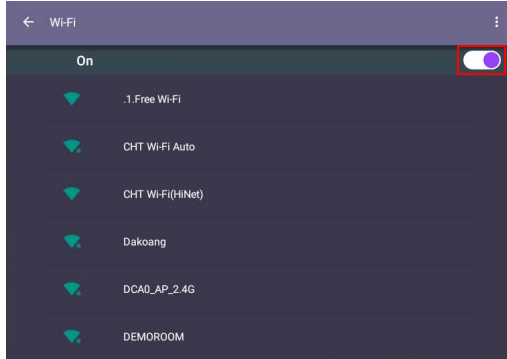 Wi-Fi
On
.1.Free Wi-Fi
CHT Wi-Fi Auto
CHT Wi-Fi(HiNet)
Dakoang
DCA0_AP_2.4G
DEMOROOM